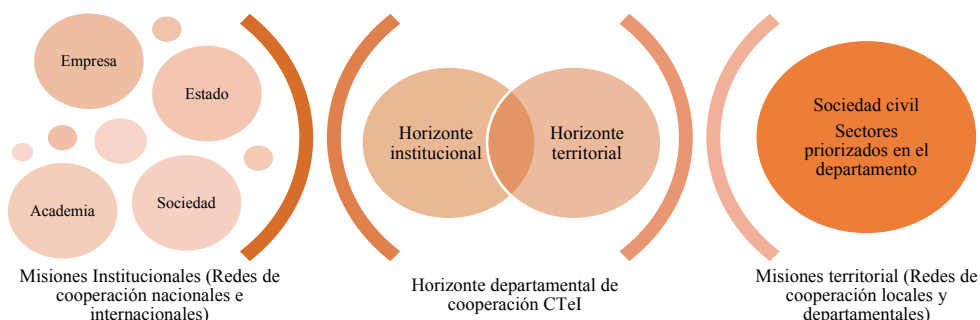 Empresa
Estado
Academia
Sociedad
Misiones Institucionales (Redes de
cooperación nacionales e
internacionales)
Horizonte
institucional
Horizonte
territorial
Horizonte departamental de
cooperación CTeI
Sociedad civil
Sectores
priorizados en el
departamento
Misiones territorial (Redes de
cooperación locales y
departamentales)